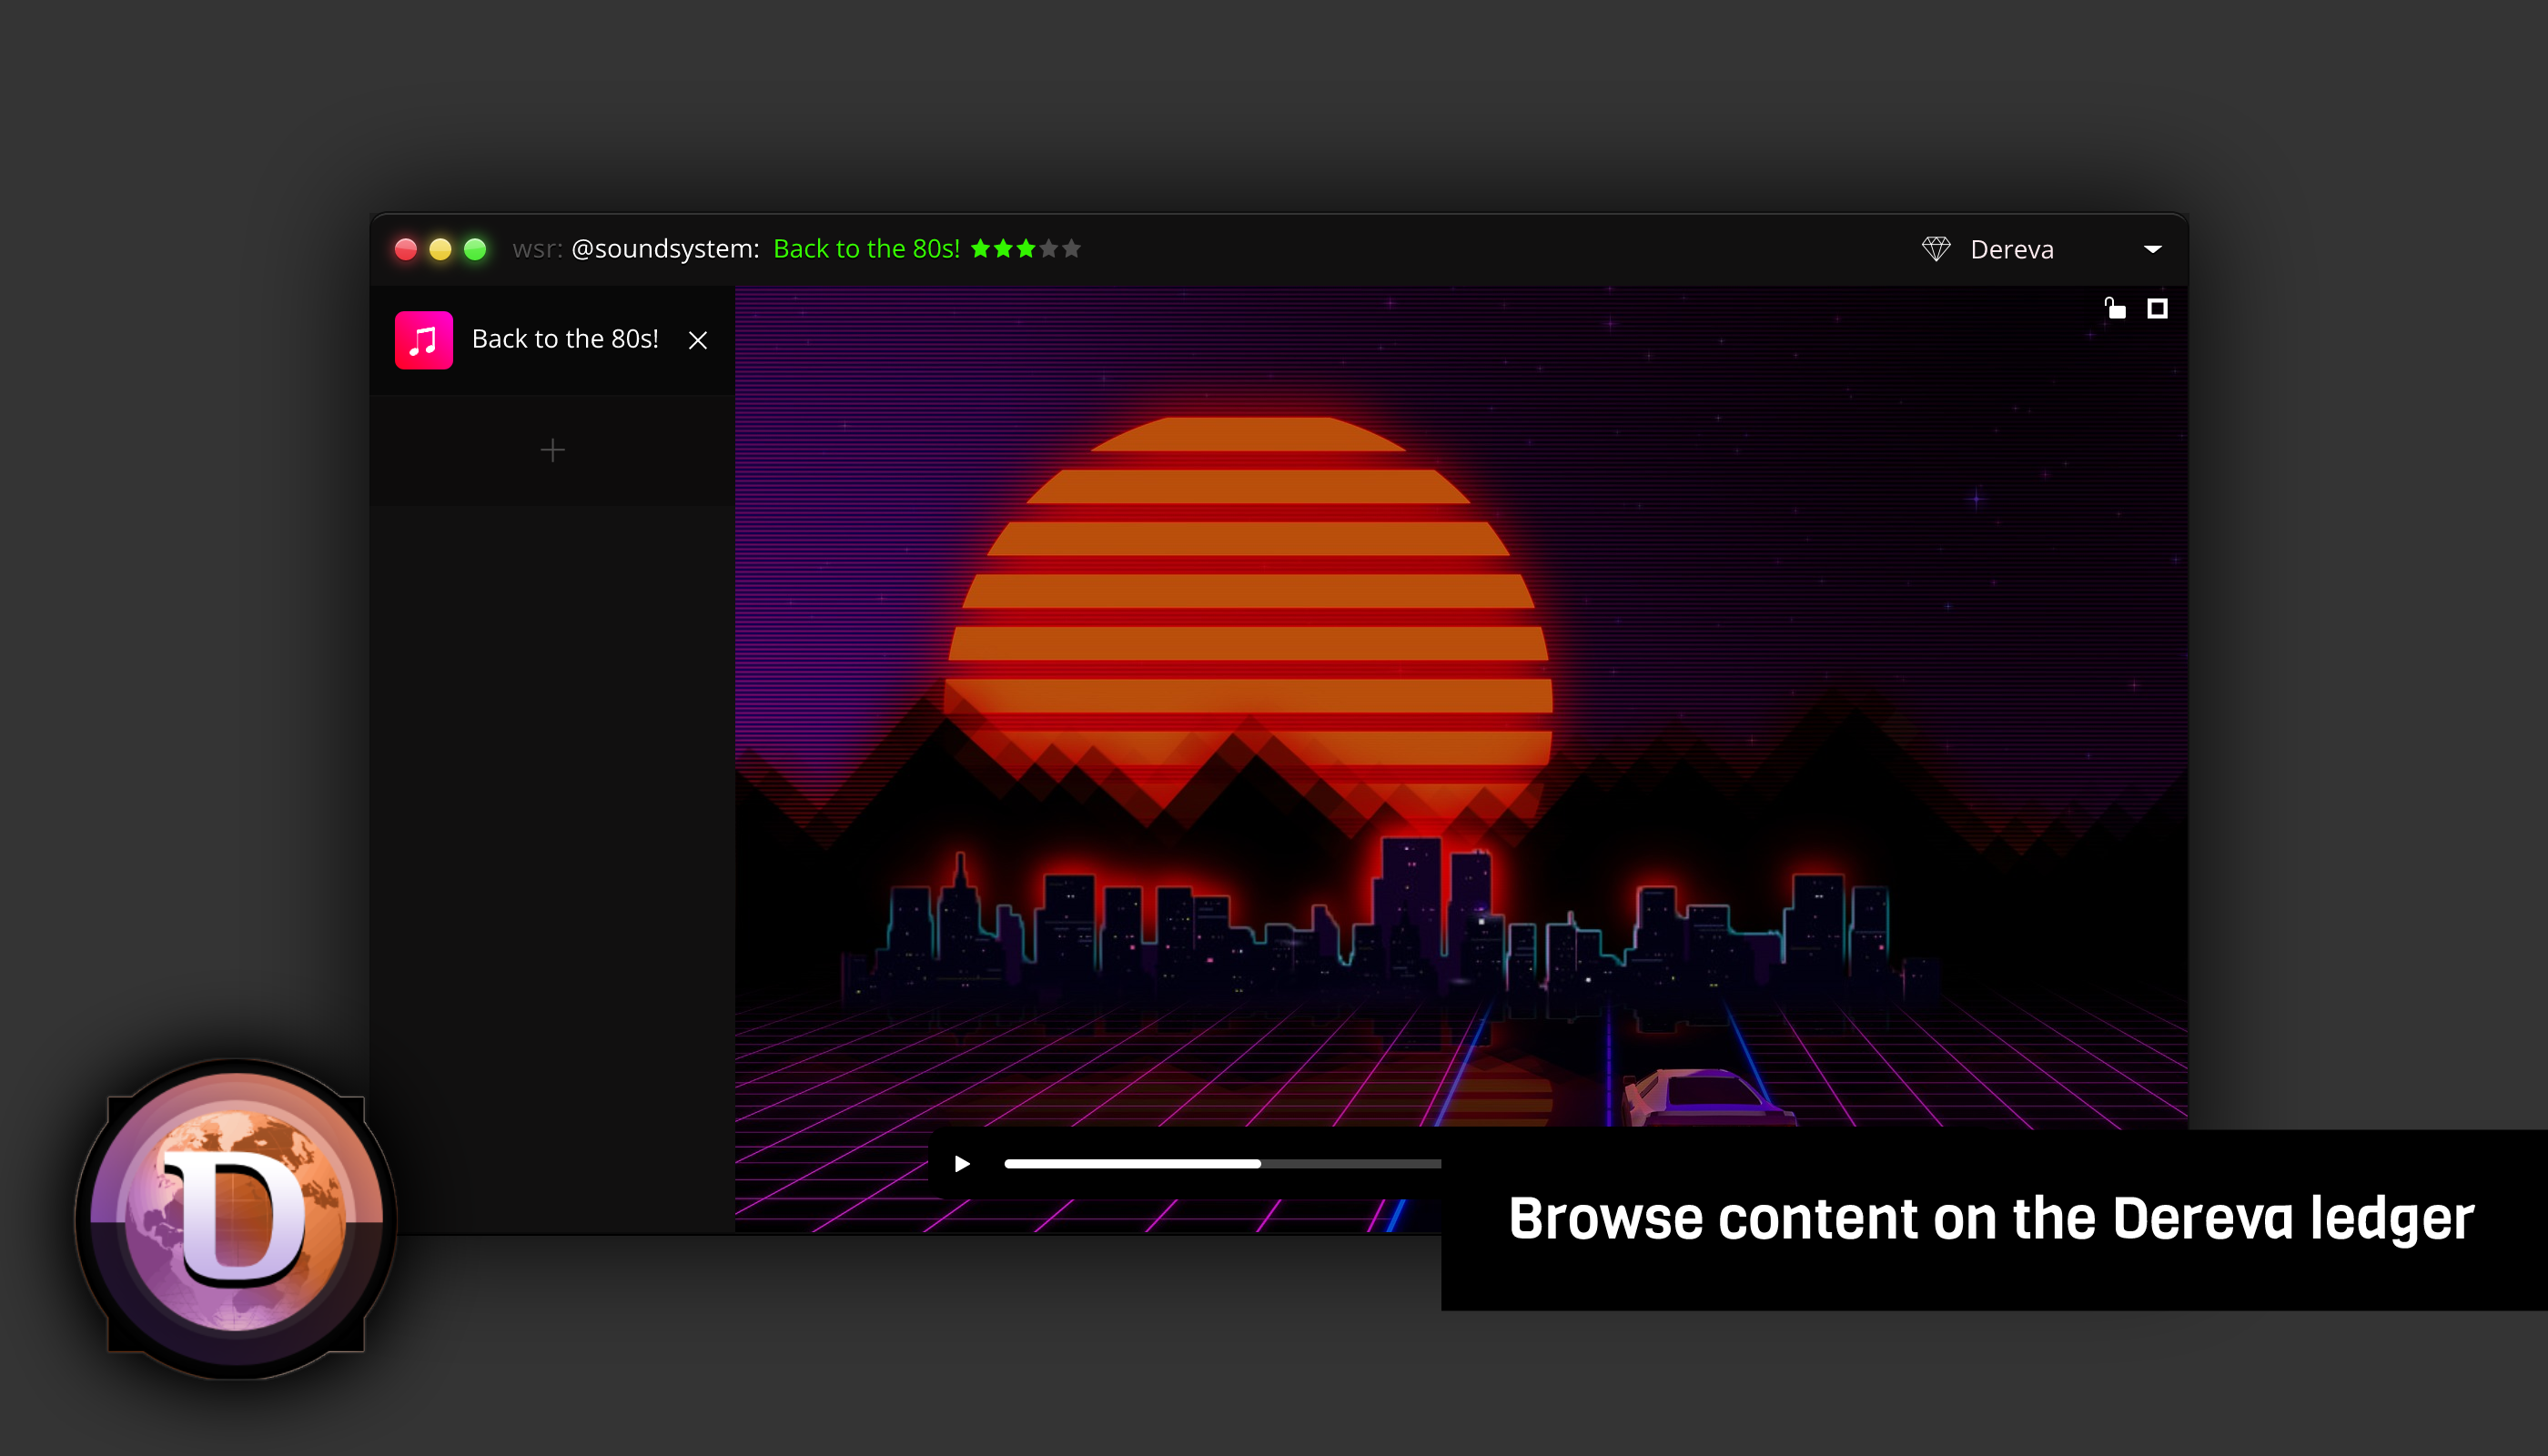 wsr: @soundsystem: Back to the 80s!
Dereva
Back to the 80s!
D
Browse content on the Dereva ledger